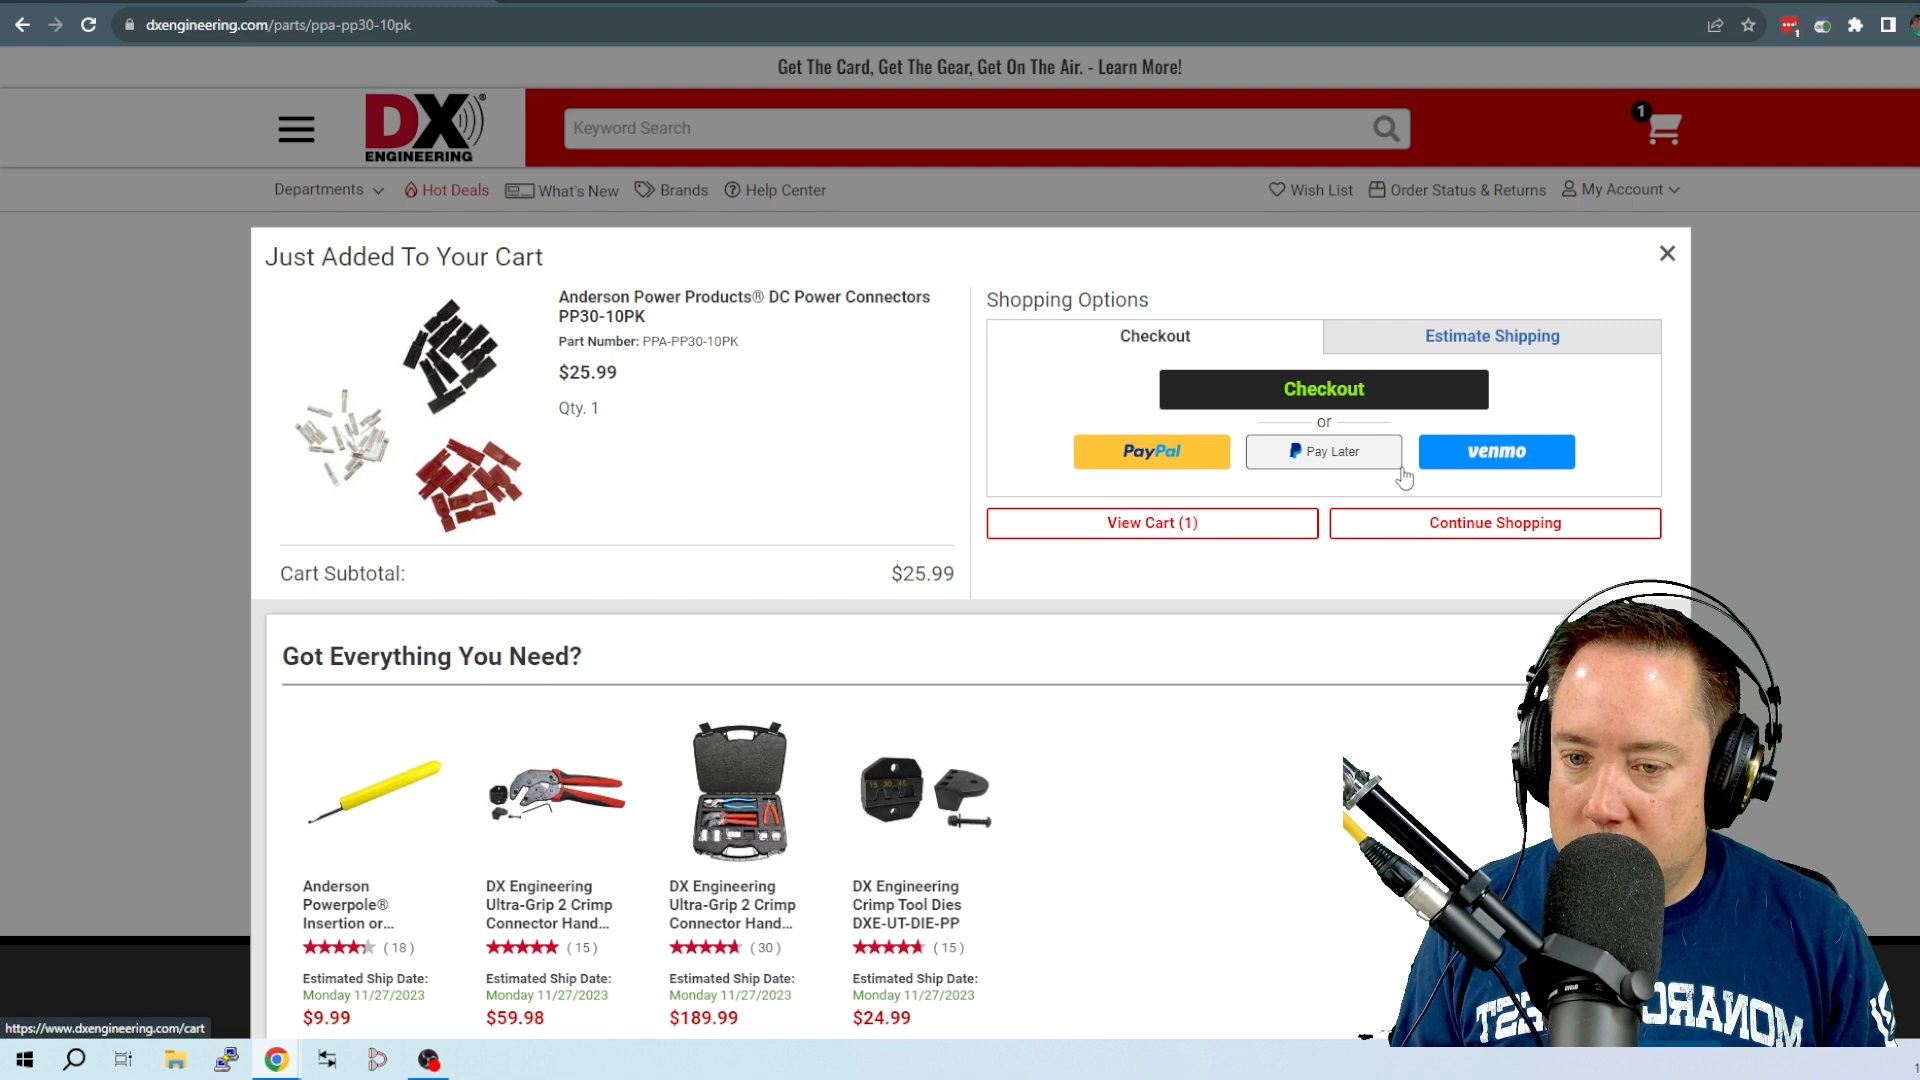 dxengineering.com/parts/ppa-pp30-10pk
1
Get The Card, Get The Gear, Get On The Air. - Learn More!
DX
ENGINEERING
Keyword Search
1
Departments
Hot Deals
What's New
Brands
Help Center
Wish List
Order Status & Returns
My Account
Just Added To Your Cart
Anderson Power Products® DC Power Connectors
PP30-10PK
Part Number: PPA-PP30-10PK
$25.99
Qty. 1
Cart Subtotal:
$25.99
Shopping Options
Checkout
Estimate Shipping
Checkout
or
PayPal
Pay Later
venmo
View Cart (1)
Continue Shopping
Got Everything You Need?
Anderson
Powerpole®
Insertion or...
( 18 )
Estimated Ship Date:
Monday 11/27/2023
$9.99
DX Engineering
Ultra-Grip 2 Crimp
Connector Hand...
( 15 )
Estimated Ship Date:
Monday 11/27/2023
$59.98
DX Engineering
Ultra-Grip 2 Crimp
Connector Hand...
( 30 )
Estimated Ship Date:
Monday 11/27/2023
$189.99
15 30 45
DX Engineering
Crimp Tool Dies
DXE-UT-DIE-PP
( 15 )
Estimated Ship Date:
Monday 11/27/2023
$24.99
https://www.dxengineering.com/cart